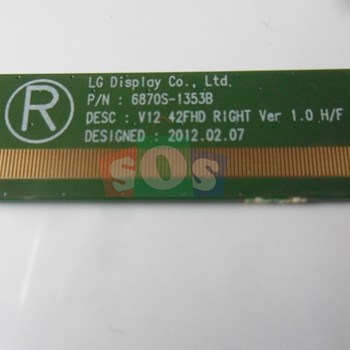 R
LG Display Co., Ltd.
P/N : 6870S-1353B
DESC : V12 42FHD RIGHT Ver 1.0 H/F
DESIGNED : 2012.02.07
SOS